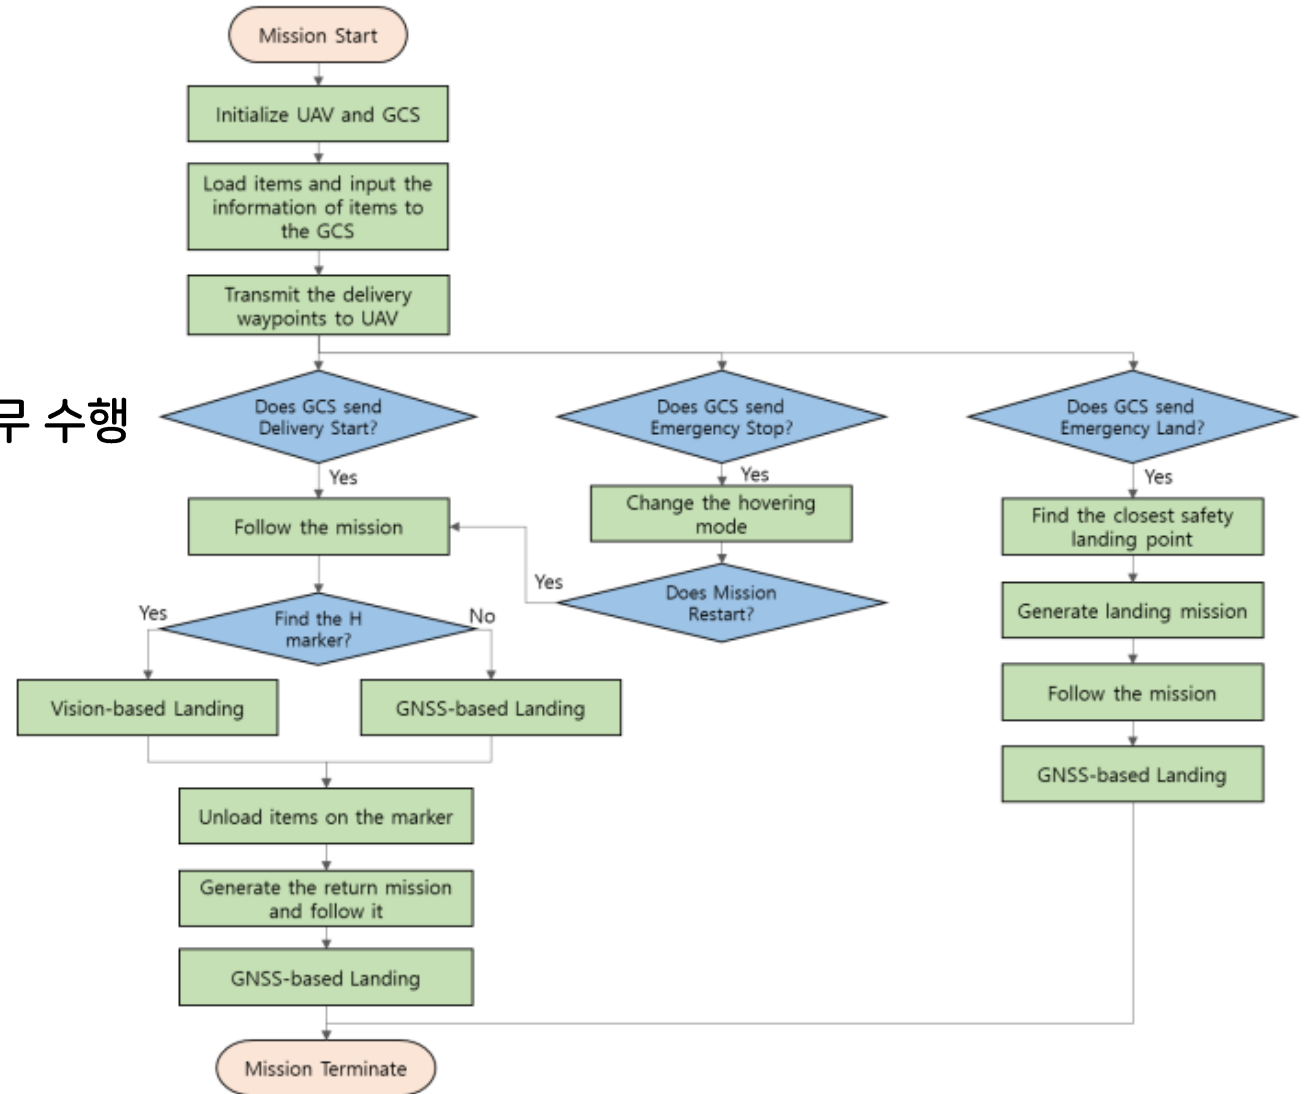 Mission Start
Initialize UAV and GCS
Load items and input the
information of items to
the GCS
Transmit the delivery
waypoints to UAV
수행
Does GCS send
Delivery Start?
Does GCS send
Emergency Stop?
Does GCS send
Emergency Land?
Yes
Yes
Yes
Follow the mission
Change the hovering
mode
Find the closest safety
landing point
Yes
Does Mission
Restart?
Generate landing mission
Yes
Find the H
marker?
No
Vision-based Landing
GNSS-based Landing
Follow the mission
GNSS-based Landing
Unload items on the marker
Generate the return mission
and follow it
GNSS-based Landing
Mission Terminate